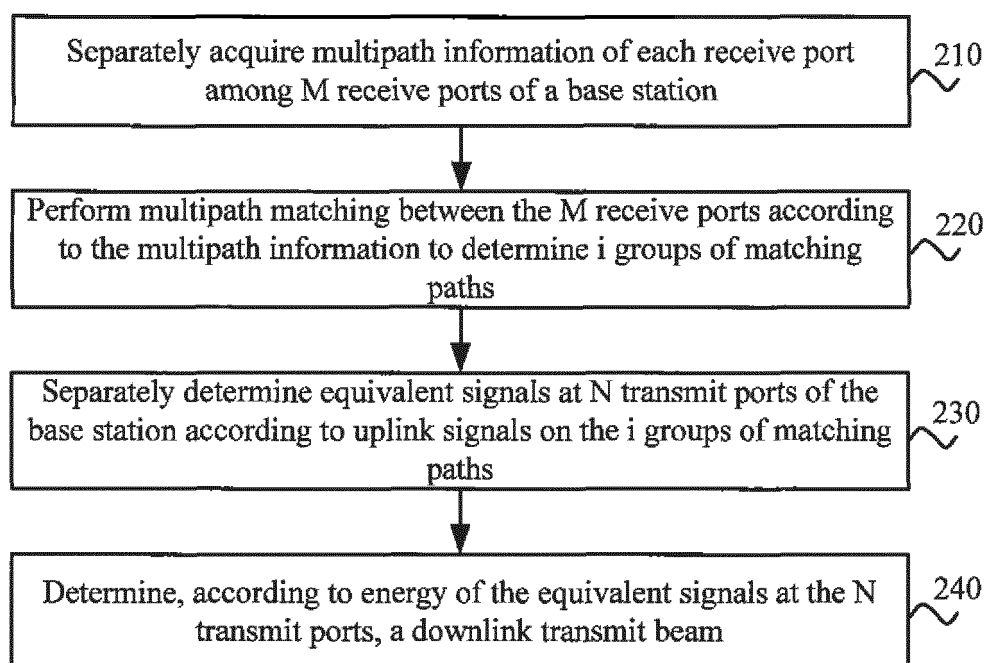 Separately acquire multipath information of each receive port
among M receive ports of a base station
210
Perform multipath matching between the M receive ports according
to the multipath information to determine i groups of matching
paths
220
Separately determine equivalent signals at N transmit ports of the
base station according to uplink signals on the i groups of matching
paths
230
Determine, according to energy of the equivalent signals at the N
transmit ports, a downlink transmit beam
240